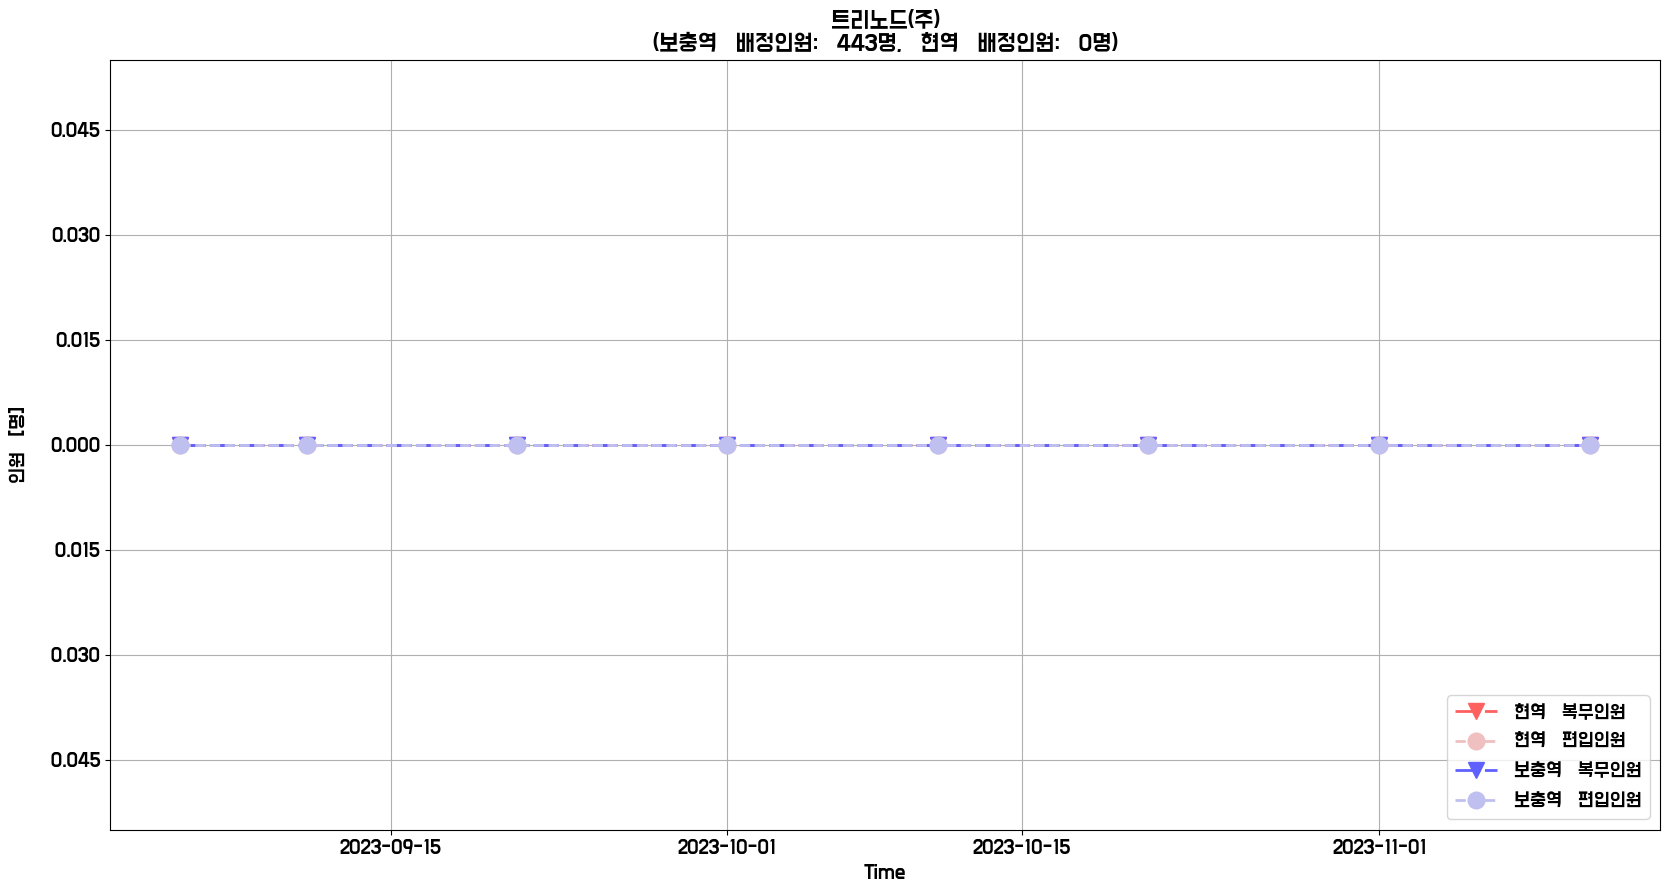 트리노드(주)
(보충역 배정인원: 443명, 현역 배정인원: 0명)
0.045
0.030
0.015
0.000
0.015
0.030
0.045
인원 [명]
현역 복무인원
현역 편입인원
보충역 복무인원
보충역 편입인원
2023-09-15 2023-10-01 2023-10-15 2023-11-01
Time